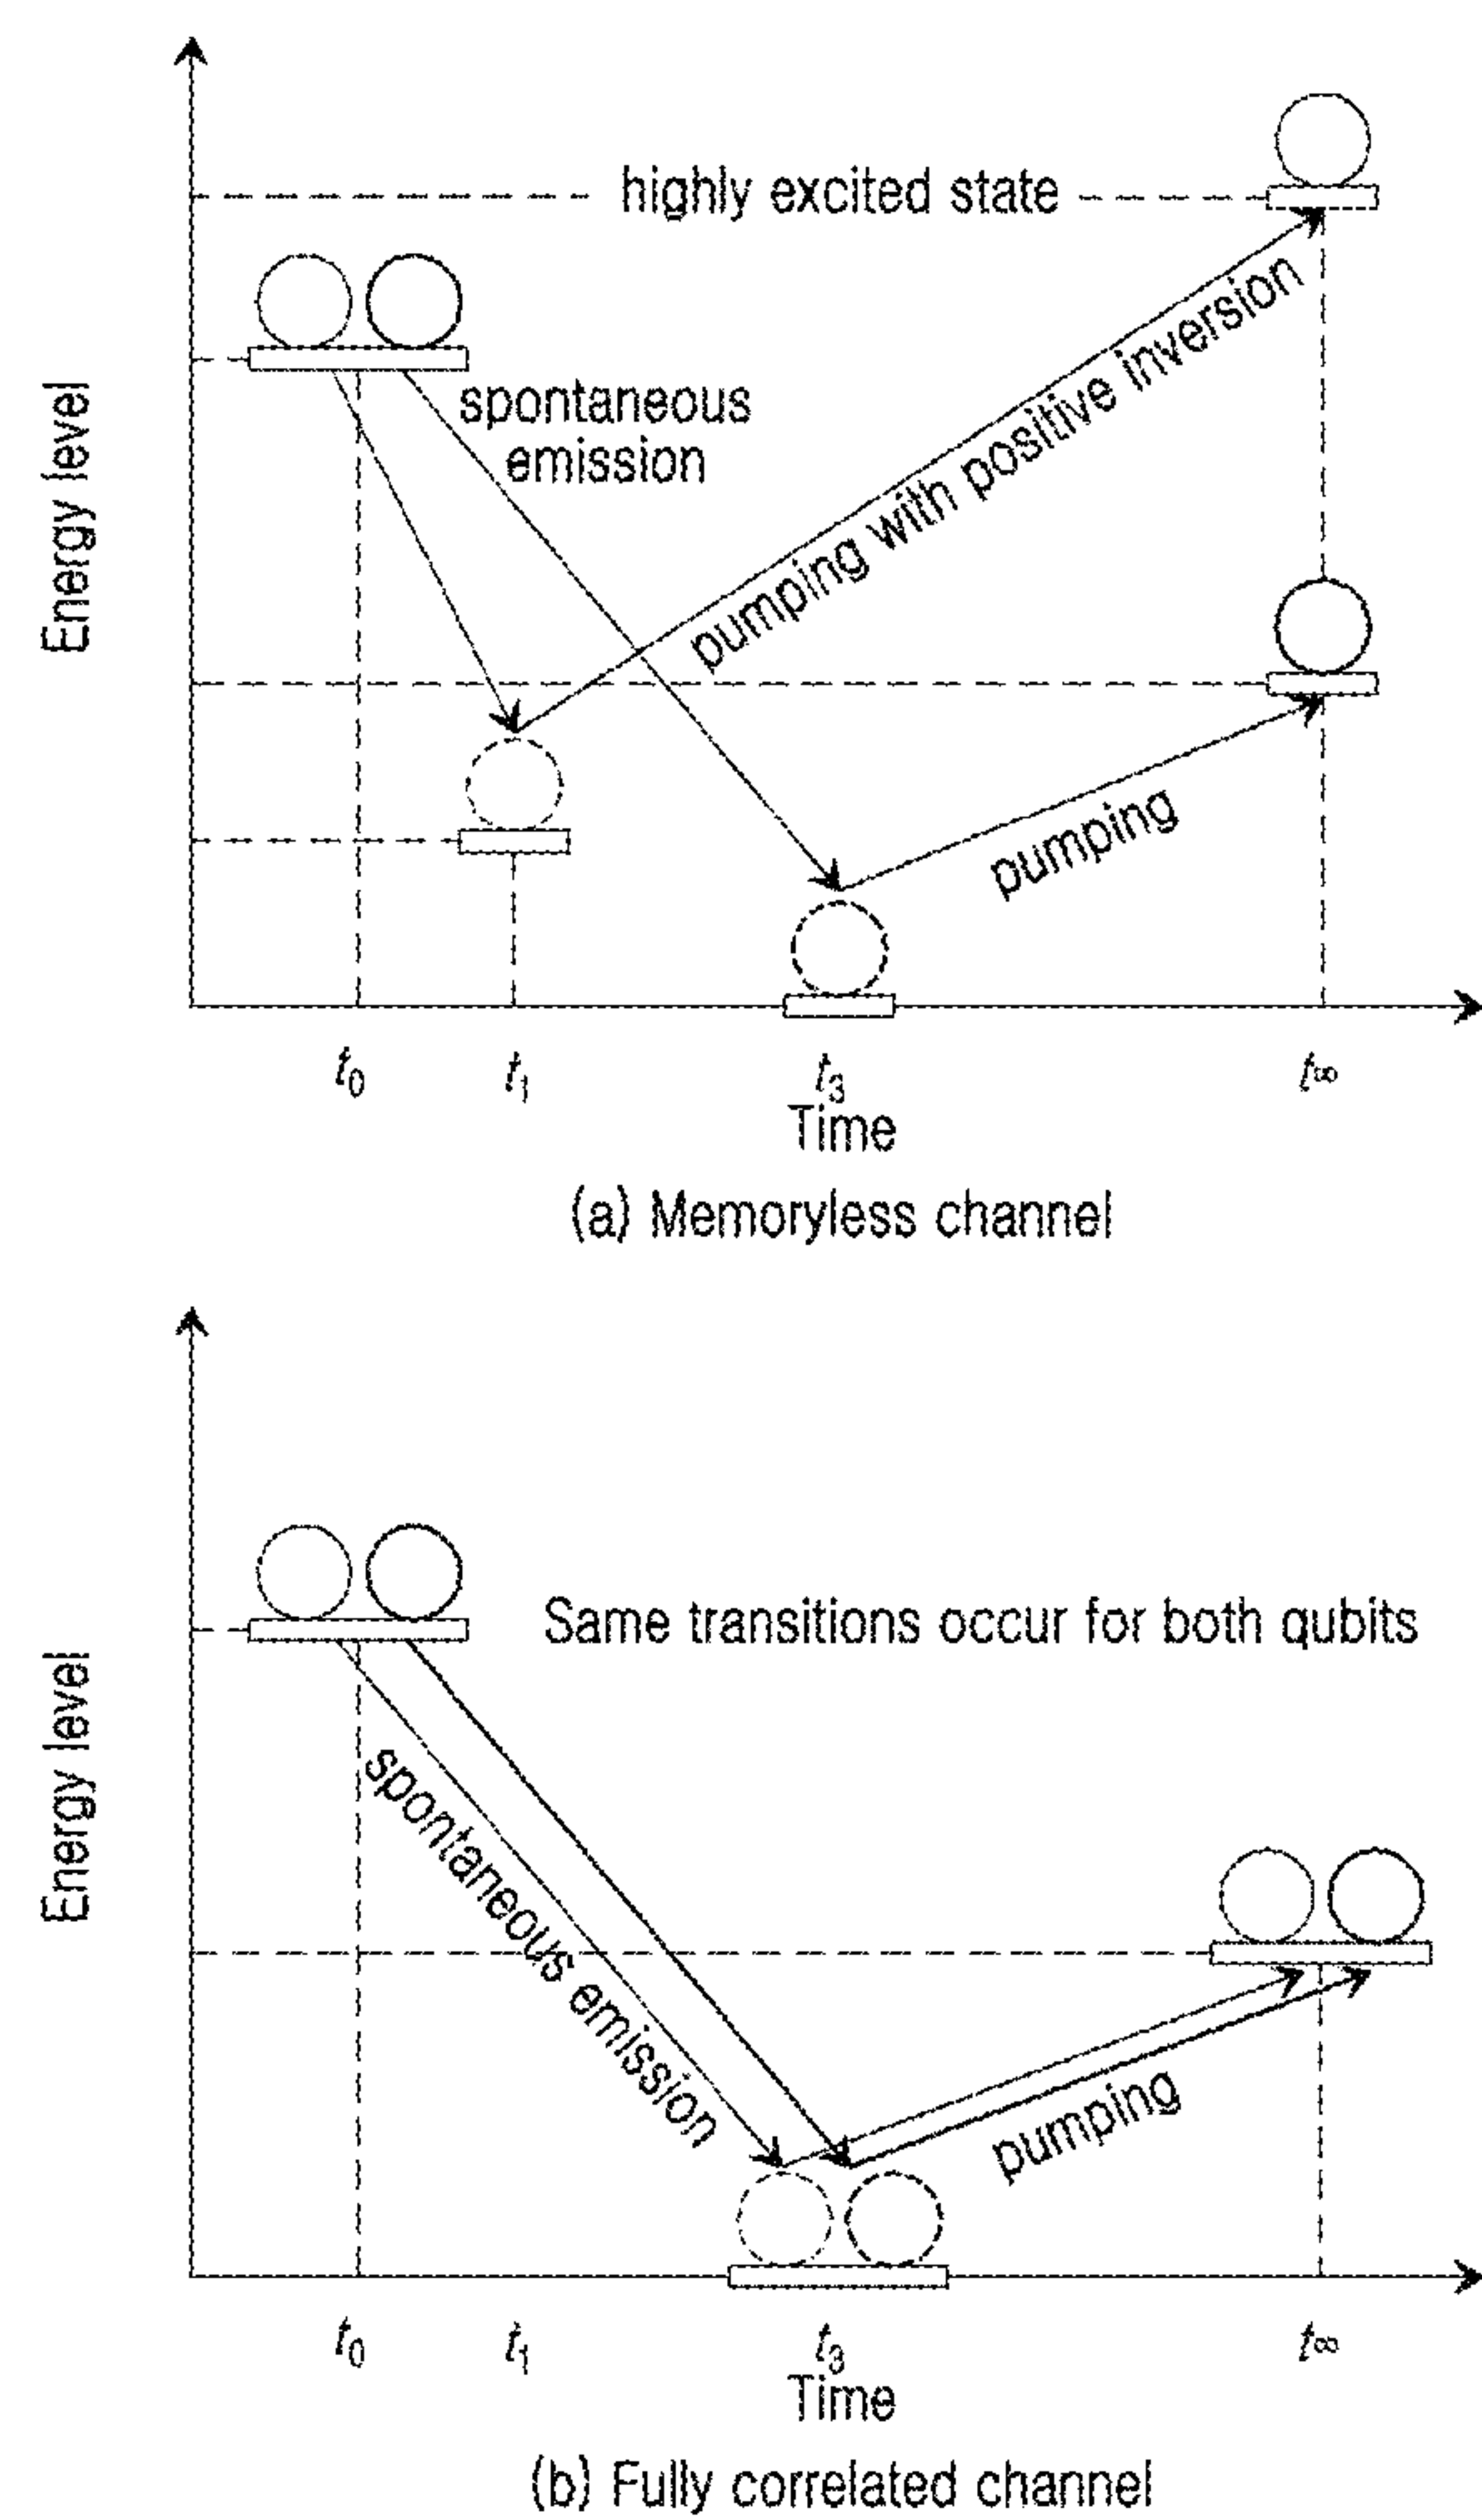 highly excited state
spontaneous
emission
pumping with positive inversion
pumping
Energy level
t0 t1 t3 t∞
Time
(a) Memoryless channel
Same transitions occur for both qubits
spontaneous emission
pumping
Energy level
t0 t1 t3 t∞
Time
(b) Fully correlated channel